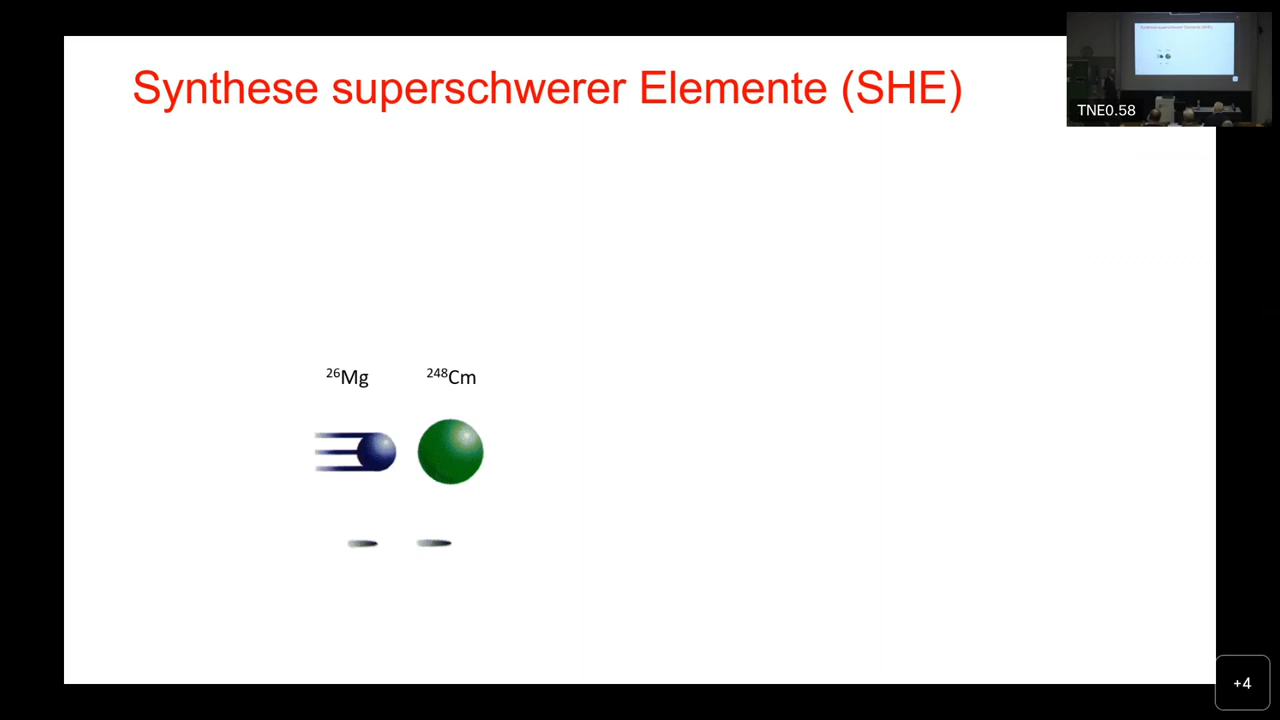 Synthese superschwerer Elemente (SHE)
TNE0.58
²⁶Mg ²⁴⁸Cm
+4